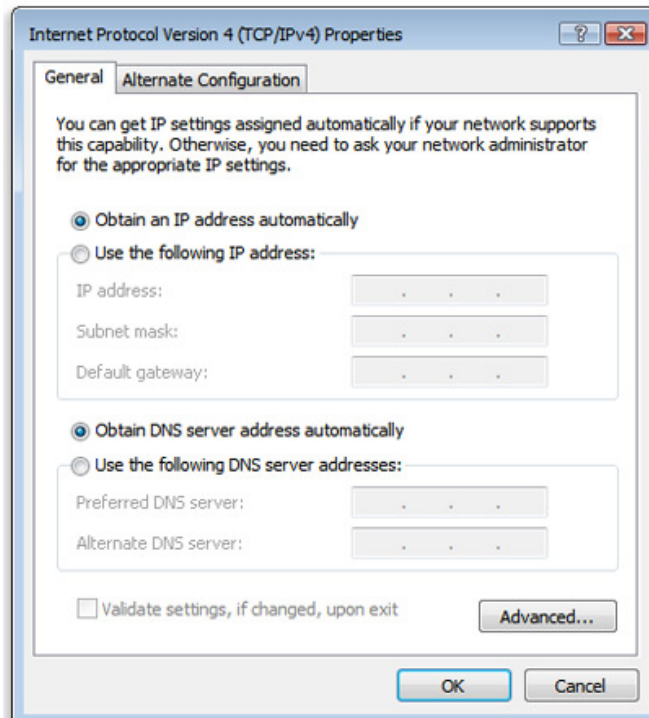 Internet Protocol Version 4 (TCP/IPv4) Properties
General
Alternate Configuration
You can get IP settings assigned automatically if your network supports
this capability. Otherwise, you need to ask your network administrator
for the appropriate IP settings.
Obtain an IP address automatically
Use the following IP address:
IP address:
Subnet mask:
Default gateway:
Obtain DNS server address automatically
Use the following DNS server addresses:
Preferred DNS server:
Alternate DNS server:
Validate settings, if changed, upon exit
Advanced...
OK
Cancel